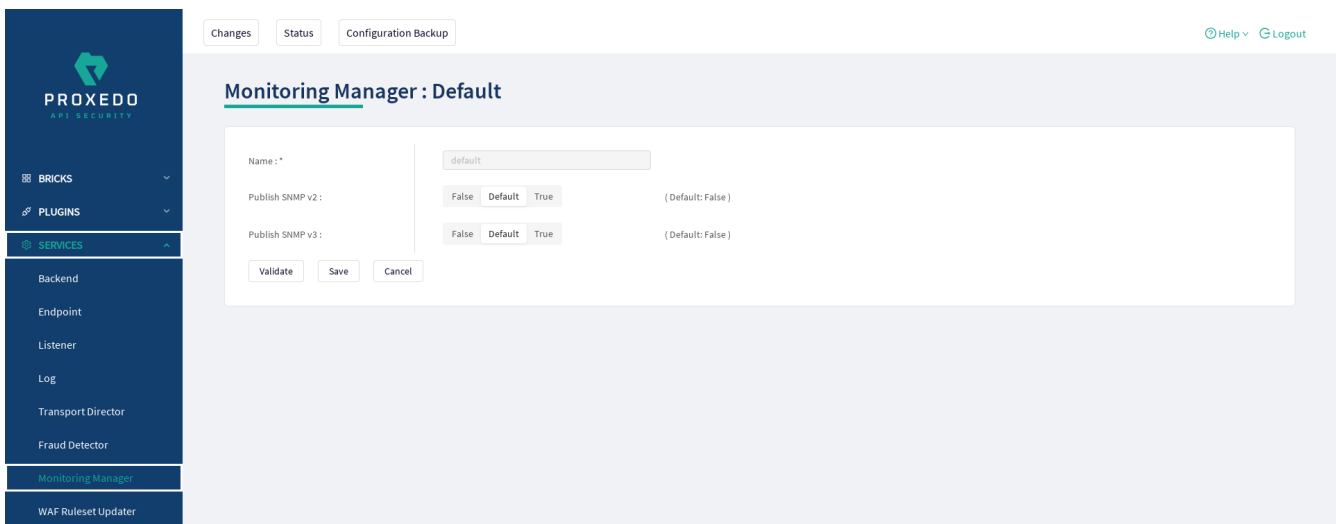 Changes Status Configuration Backup Help Logout
PROXEDO
API SECURITY
BRICKS
PLUGINS
SERVICES
Backend
Endpoint
Listener
Log
Transport Director
Fraud Detector
Monitoring Manager
WAF Ruleset Updater
Monitoring Manager : Default
Name : * default
Publish SNMP v2 : False Default True ( Default: False )
Publish SNMP v3 : False Default True ( Default: False )
Validate Save Cancel